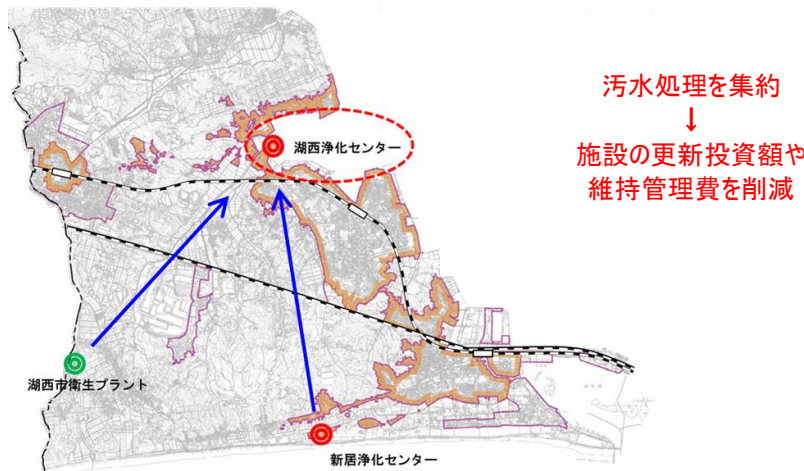 湖西浄化センター
汚水処理を集約
↓
施設の更新投資額や
維持管理費を削減
湖西市衛生プラント
新居浄化センター